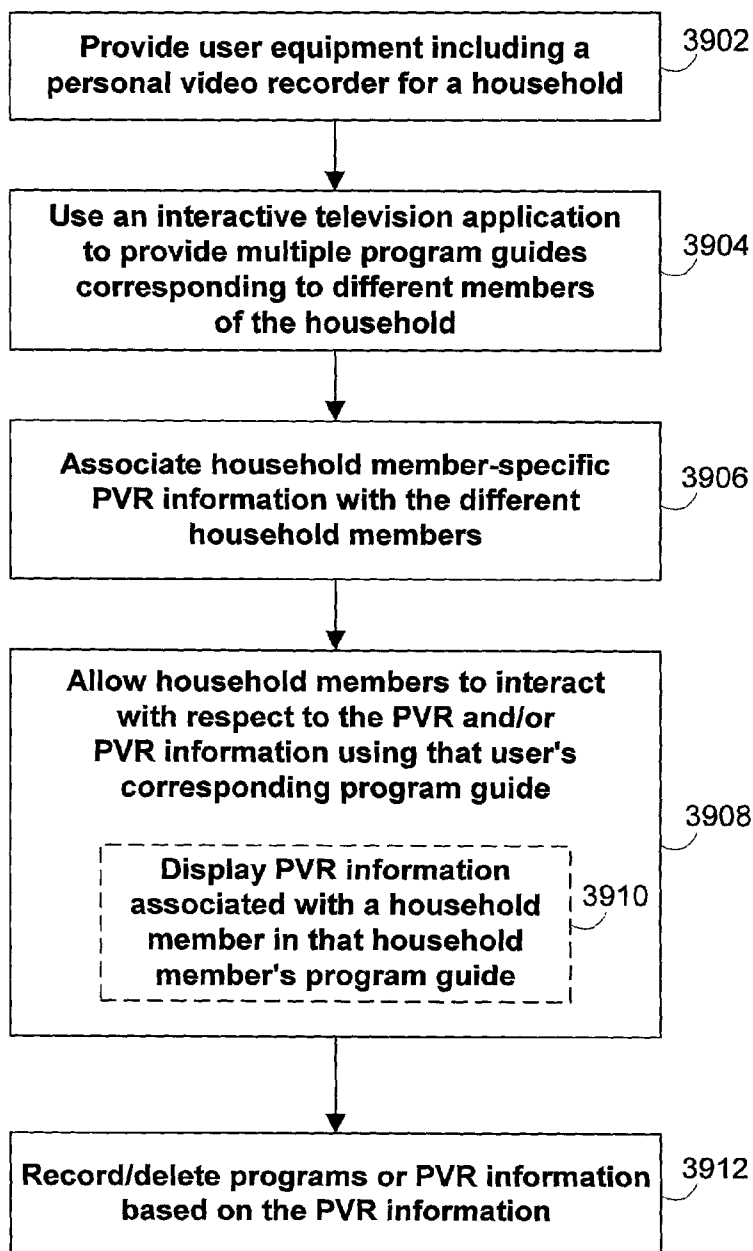 Provide user equipment including a
personal video recorder for a household
3902
Use an interactive television application
to provide multiple program guides
corresponding to different members
of the household
3904
Associate household member-specific
PVR information with the different
household members
3906
Allow household members to interact
with respect to the PVR and/or
PVR information using that user's
corresponding program guide
3908
Display PVR information
associated with a household
member in that household
member's program guide
3910
Record/delete programs or PVR information
based on the PVR information
3912